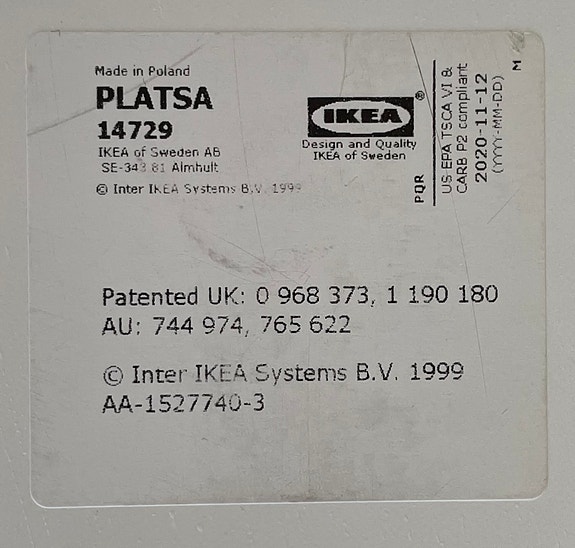 Made in Poland
PLATSA
14729
IKEA of Sweden AB
SE-343 81 Älmhult
© Inter IKEA Systems B.V. 1999
IKEA®
Design and Quality
IKEA of Sweden
PQR
US EPA TSCA VI &
CARB P2 compliant
2020-11-12
(YYYY-MM-DD)
M
Patented UK: 0 968 373, 1 190 180
AU: 744 974, 765 622
© Inter IKEA Systems B.V. 1999
AA-1527740-3